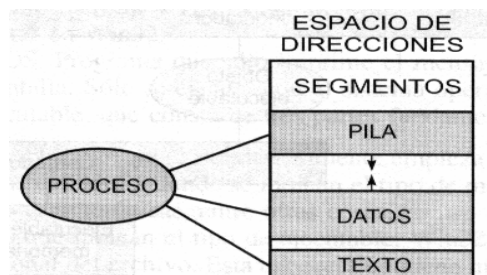 ESPACIO DE
DIRECCIONES
SEGMENTOS
PILA
PROCESO
DATOS
TEXTO